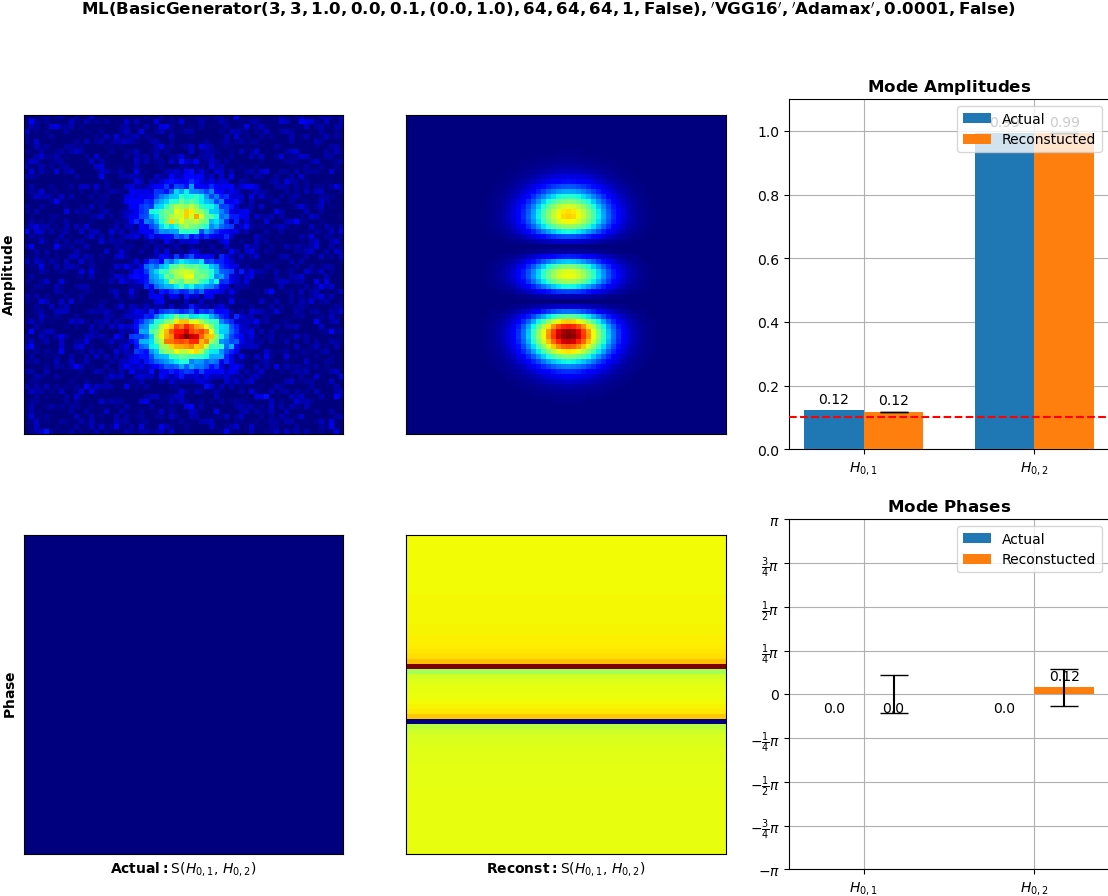 ML(BasicGenerator(3, 3, 1.0, 0.0, 0.1, (0.0, 1.0), 64, 64, 64, 1, False), ′VGG16′, ′Adamax′, 0.0001, False)
Mode Amplitudes
Amplitude
1.0
0.8
0.6
0.4
0.2
0.0
0.99
0.99
Actual
Reconstucted
0.12
0.12
H0,1
H0,2
Mode Phases
Phase
π
3/4π
1/2π
1/4π
0
−1/4π
−1/2π
−3/4π
−π
Actual
Reconstucted
0.0
0.0
0.0
0.12
H0,1
H0,2
Actual: S(H0,1, H0,2)
Reconst: S(H0,1, H0,2)